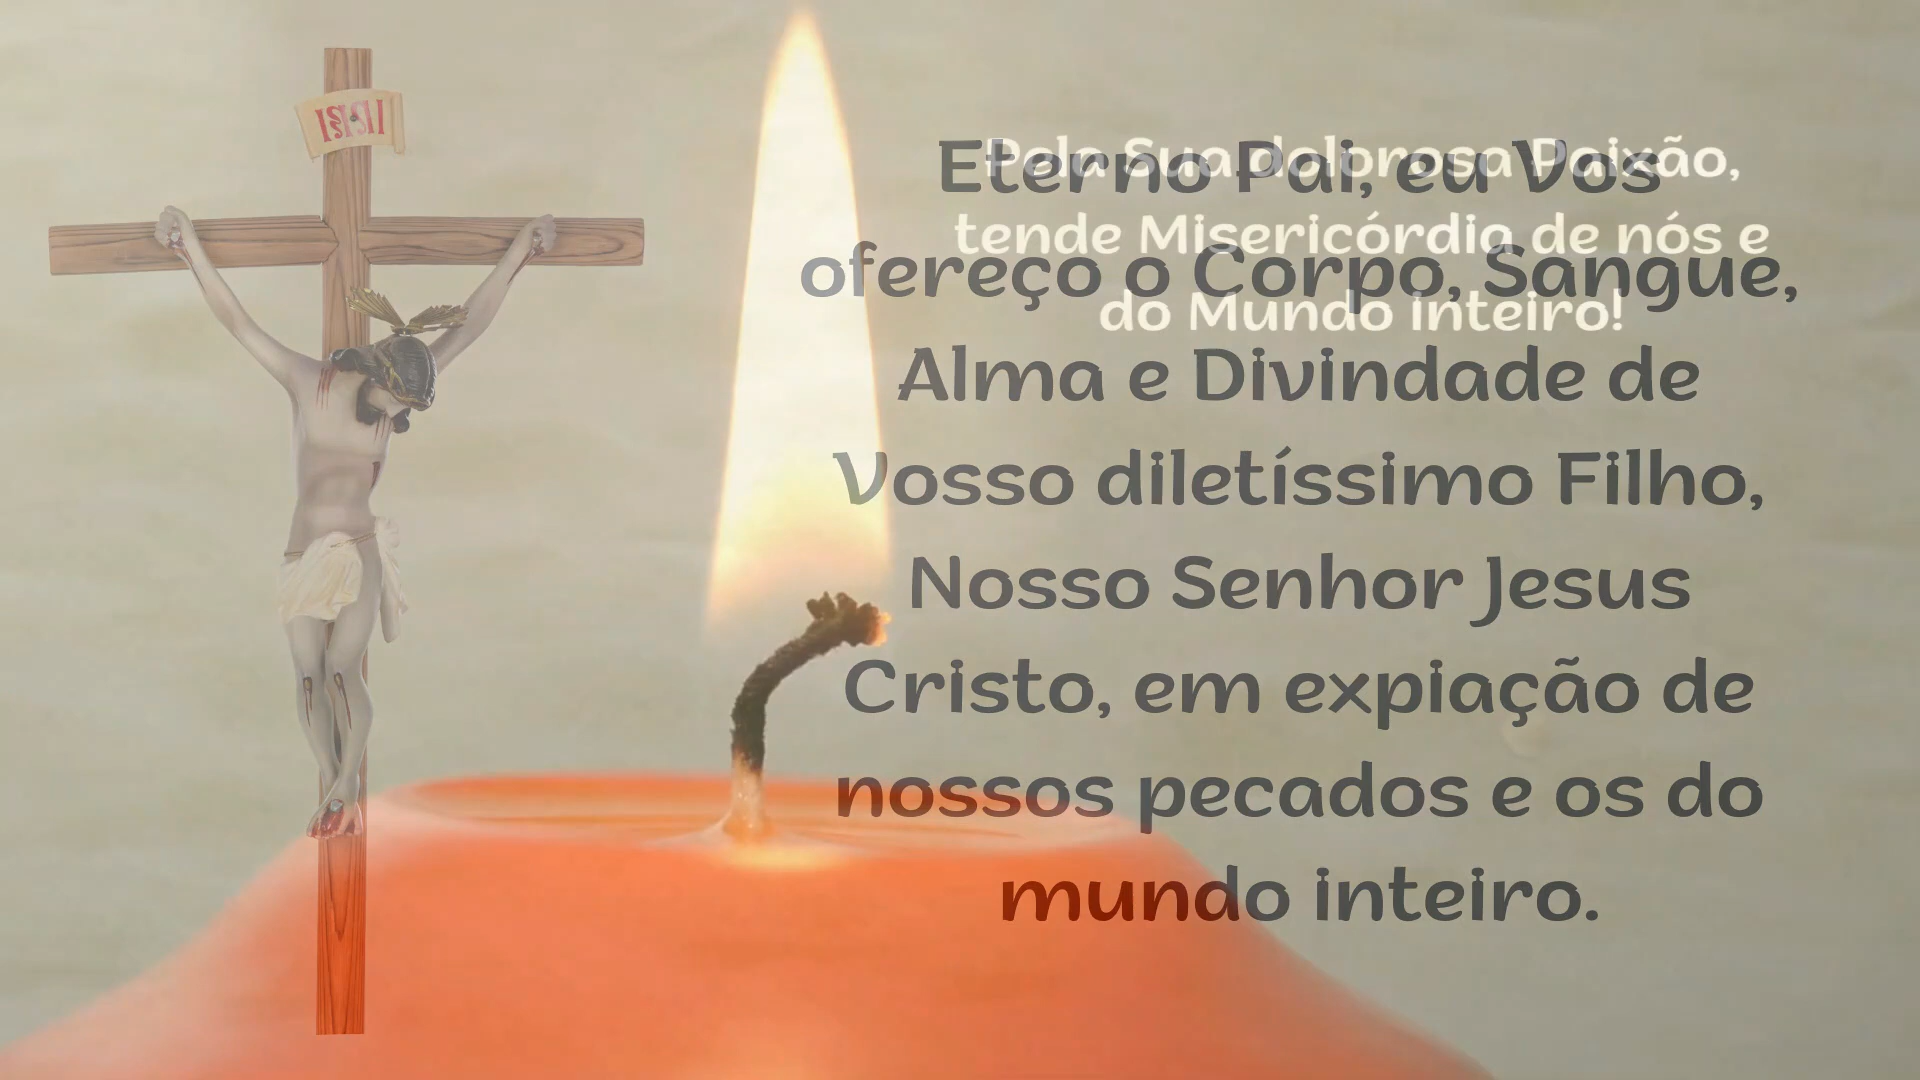 Eterno Pai, eu Vos
ofereço o Corpo, Sangue,
Alma e Divindade de
Vosso diletíssimo Filho,
Nosso Senhor Jesus
Cristo, em expiação de
nossos pecados e os do
mundo inteiro.
Pela Sua dolorosa Paixão,
tende Misericórdia de nós e
do Mundo inteiro!